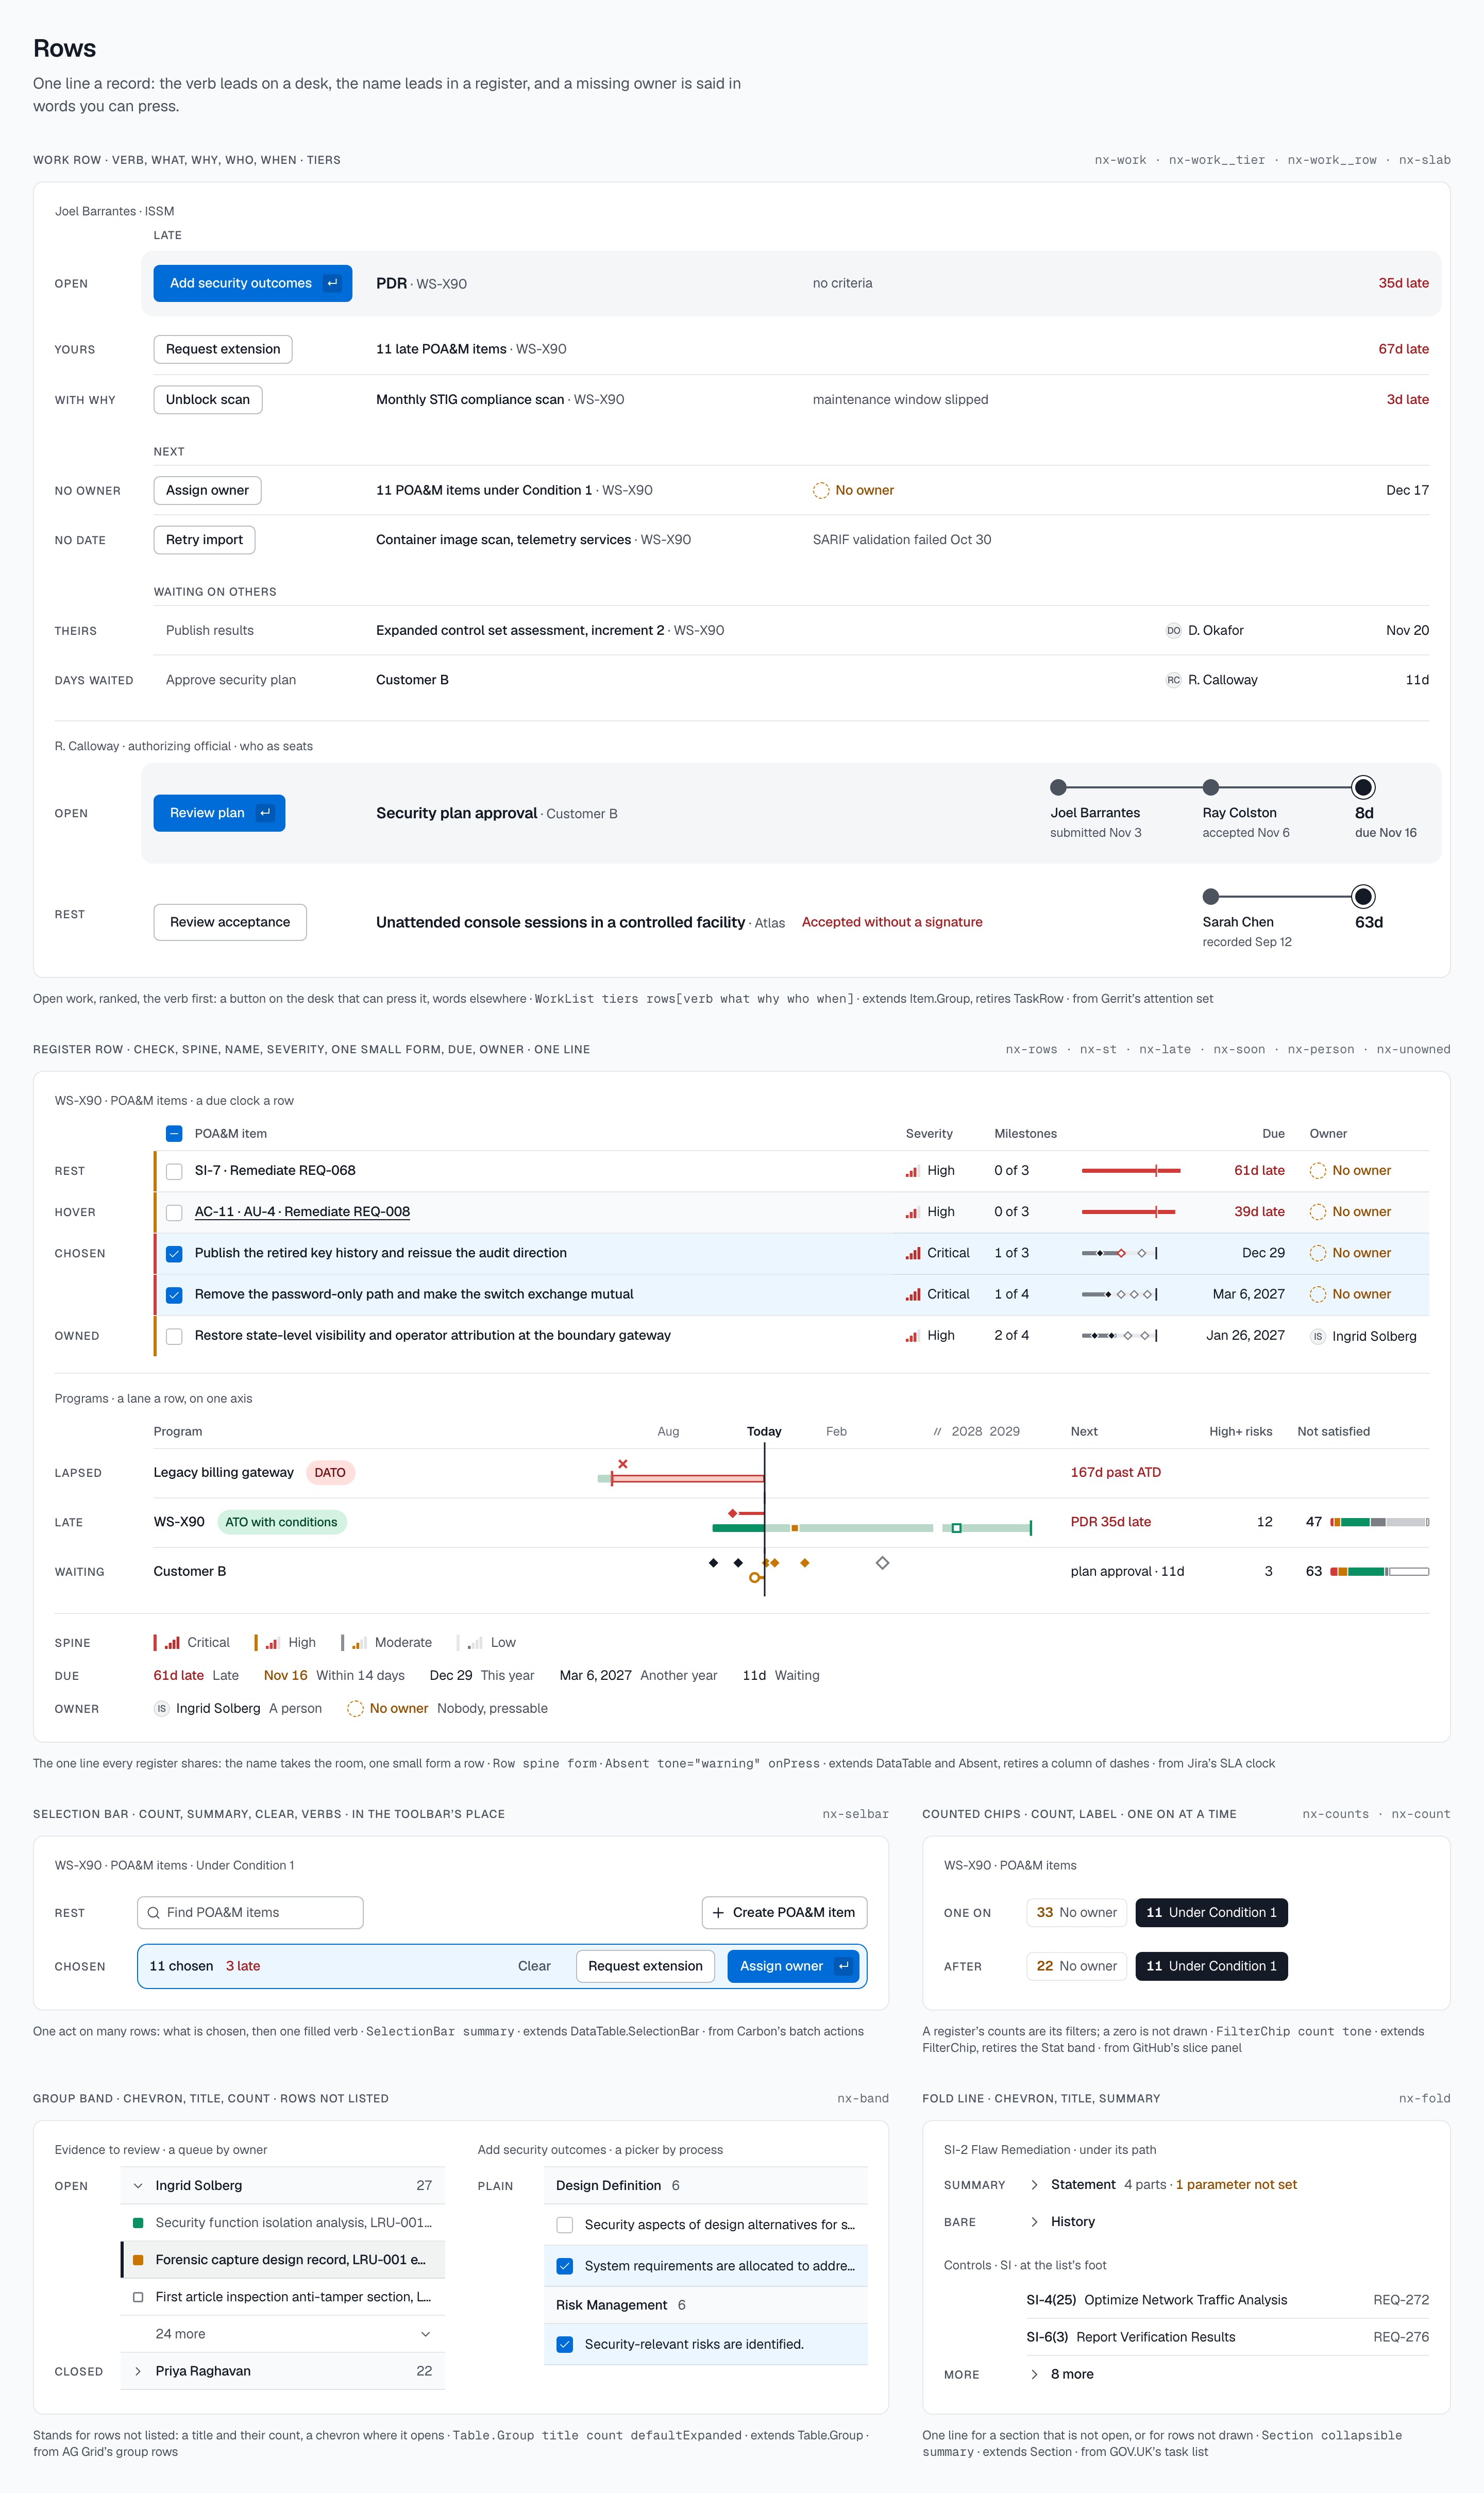 Rows
One line a record: the verb leads on a desk, the name leads in a register, and a missing owner is said in
words you can press.
WORK ROW · VERB, WHAT, WHY, WHO, WHEN · TIERS
nx-work · nx-work__tier · nx-work__row · nx-slab
Joel Barrantes · ISSM
LATE
OPEN Add security outcomes ↵ PDR · WS-X90 no criteria 35d late
YOURS Request extension 11 late POA&M items · WS-X90 67d late
WITH WHY Unblock scan Monthly STIG compliance scan · WS-X90 maintenance window slipped 3d late
NEXT
NO OWNER Assign owner 11 POA&M items under Condition 1 · WS-X90 No owner Dec 17
NO DATE Retry import Container image scan, telemetry services · WS-X90 SARIF validation failed Oct 30
WAITING ON OTHERS
THEIRS Publish results Expanded control set assessment, increment 2 · WS-X90 DO D. Okafor Nov 20
DAYS WAITED Approve security plan Customer B RC R. Calloway 11d
R. Calloway · authorizing official · who as seats
OPEN Review plan ↵ Security plan approval · Customer B Joel Barrantes Ray Colston 8d
submitted Nov 3 accepted Nov 6 due Nov 16
REST Review acceptance Unattended console sessions in a controlled facility · Atlas Accepted without a signature Sarah Chen 63d
recorded Sep 12
Open work, ranked, the verb first: a button on the desk that can press it, words elsewhere · WorkList tiers rows[verb what why who when] · extends Item.Group, retires TaskRow · from Gerrit's attention set
REGISTER ROW · CHECK, SPINE, NAME, SEVERITY, ONE SMALL FORM, DUE, OWNER · ONE LINE
nx-rows · nx-st · nx-late · nx-soon · nx-person · nx-unowned
WS-X90 · POA&M items · a due clock a row
POA&M item Severity Milestones Due Owner
REST SI-7 · Remediate REQ-068 High 0 of 3 61d late No owner
HOVER AC-11 · AU-4 · Remediate REQ-008 High 0 of 3 39d late No owner
CHOSEN Publish the retired key history and reissue the audit direction Critical 1 of 3 Dec 29 No owner
Remove the password-only path and make the switch exchange mutual Critical 1 of 4 Mar 6, 2027 No owner
OWNED Restore state-level visibility and operator attribution at the boundary gateway High 2 of 4 Jan 26, 2027 IS Ingrid Solberg
Programs · a lane a row, on one axis
Program Aug Today Feb // 2028 2029 Next High+ risks Not satisfied
LAPSED Legacy billing gateway DATO 167d past ATD
LATE WS-X90 ATO with conditions PDR 35d late 12 47
WAITING Customer B plan approval · 11d 3 63
SPINE Critical High Moderate Low
DUE 61d late Late Nov 16 Within 14 days Dec 29 This year Mar 6, 2027 Another year 11d Waiting
OWNER IS Ingrid Solberg A person No owner Nobody, pressable
The one line every register shares: the name takes the room, one small form a row · Row spine form · Absent tone="warning" onPress · extends DataTable and Absent, retires a column of dashes · from Jira's SLA clock
SELECTION BAR · COUNT, SUMMARY, CLEAR, VERBS · IN THE TOOLBAR'S PLACE
nx-selbar
WS-X90 · POA&M items · Under Condition 1
REST Find POA&M items + Create POA&M item
CHOSEN 11 chosen 3 late Clear Request extension Assign owner ↵
One act on many rows: what is chosen, then one filled verb · SelectionBar summary · extends DataTable.SelectionBar · from Carbon's batch actions
COUNTED CHIPS · COUNT, LABEL · ONE ON AT A TIME
nx-counts · nx-count
WS-X90 · POA&M items
ONE ON 33 No owner 11 Under Condition 1
AFTER 22 No owner 11 Under Condition 1
A register's counts are its filters; a zero is not drawn · FilterChip count tone · extends
FilterChip, retires the Stat band · from GitHub's slice panel
GROUP BAND · CHEVRON, TITLE, COUNT · ROWS NOT LISTED
nx-band
Evidence to review · a queue by owner
OPEN Ingrid Solberg 27
Security function isolation analysis, LRU-001...
Forensic capture design record, LRU-001 e...
First article inspection anti-tamper section, L...
24 more
CLOSED Priya Raghavan 22
Add security outcomes · a picker by process
PLAIN Design Definition 6
Security aspects of design alternatives for s...
System requirements are allocated to addre...
Risk Management 6
Security-relevant risks are identified.
Stands for rows not listed: a title and their count, a chevron where it opens · Table.Group title count defaultExpanded · extends Table.Group ·
from AG Grid's group rows
FOLD LINE · CHEVRON, TITLE, SUMMARY
nx-fold
SI-2 Flaw Remediation · under its path
SUMMARY Statement 4 parts · 1 parameter not set
BARE History
Controls · SI · at the list's foot
SI-4(25) Optimize Network Traffic Analysis REQ-272
SI-6(3) Report Verification Results REQ-276
MORE 8 more
One line for a section that is not open, or for rows not drawn · Section collapsible
summary · extends Section · from GOV.UK's task list